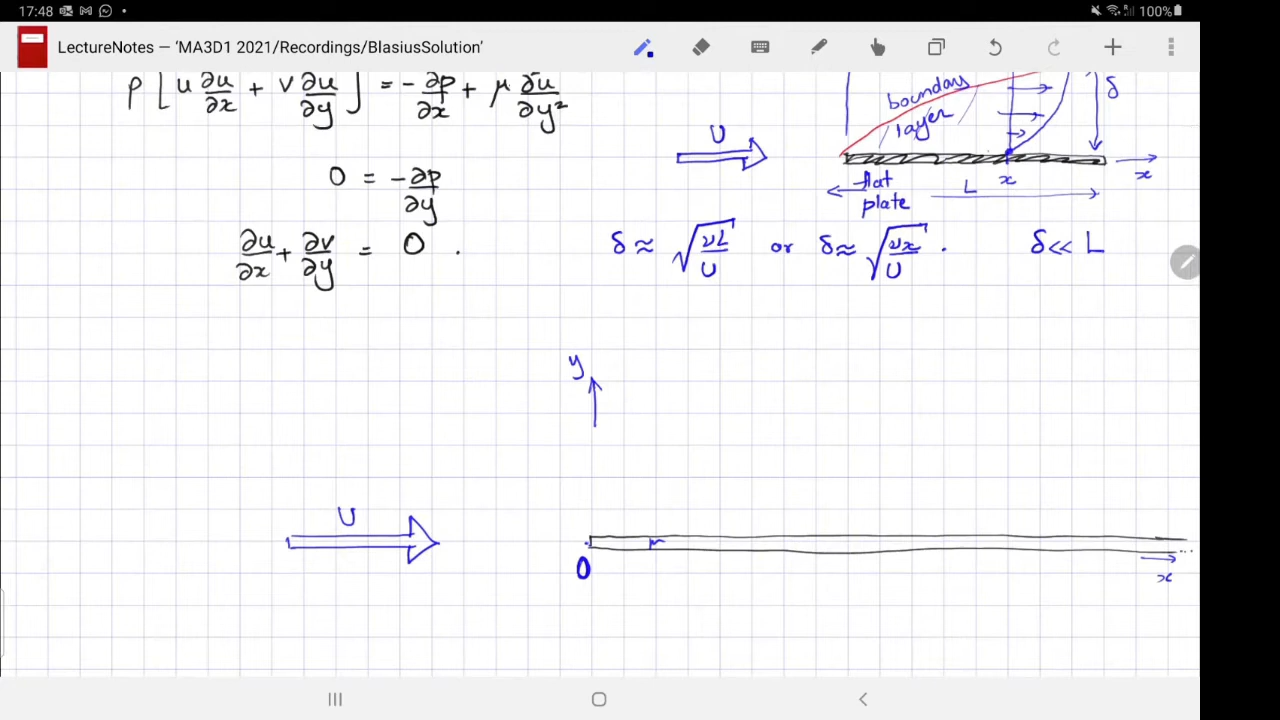 17:48 100%
LectureNotes — ‘MA3D1 2021/Recordings/BlasiusSolution’
ρ [ u ∂u/∂x + v ∂u/∂y ] = - ∂p/∂x + μ ∂²u/∂y²
0 = - ∂p/∂y
∂u/∂x + ∂v/∂y = 0 .
boundary
layer
δ
U
x
x
flat
plate
L
δ ≈ √(νL/U) or δ ≈ √(νx/U) . δ << L
y
U
0
x
...